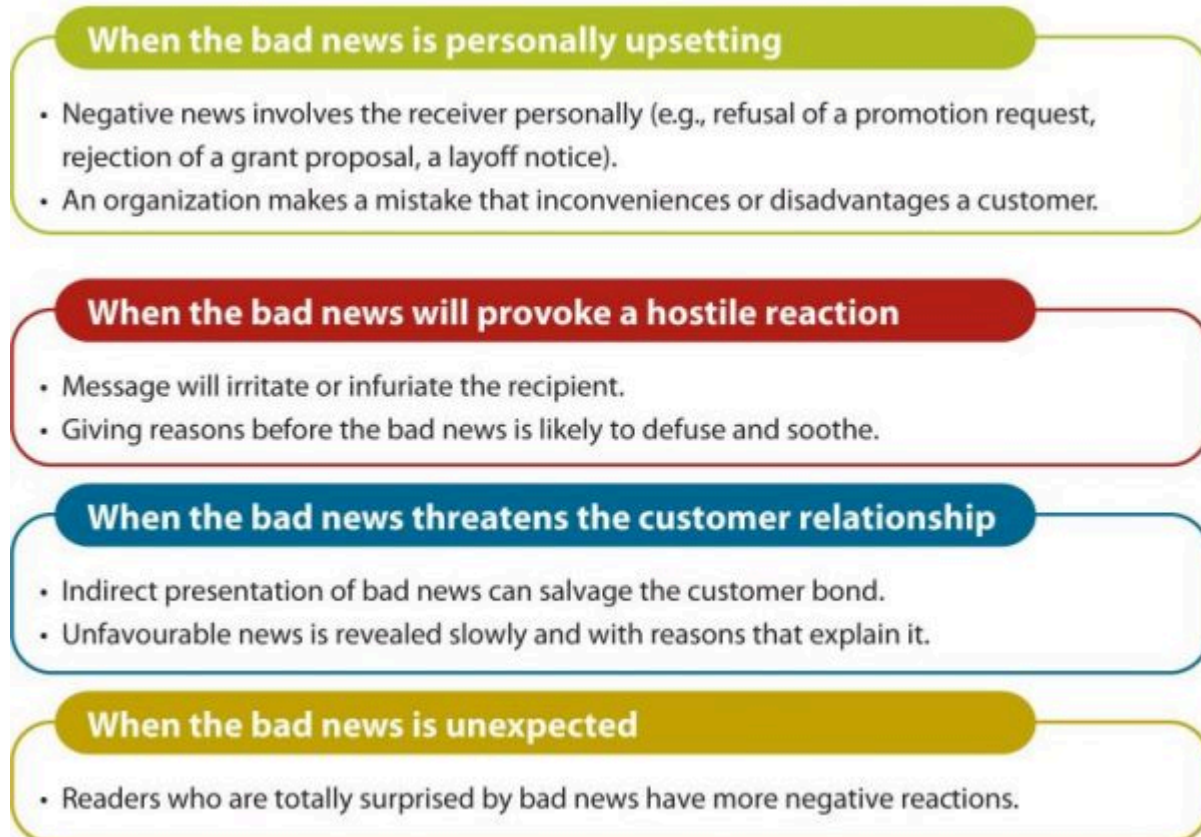 When the bad news is personally upsetting
• Negative news involves the receiver personally (e.g., refusal of a promotion request,
rejection of a grant proposal, a layoff notice).
• An organization makes a mistake that inconveniences or disadvantages a customer.
When the bad news will provoke a hostile reaction
• Message will irritate or infuriate the recipient.
• Giving reasons before the bad news is likely to defuse and soothe.
When the bad news threatens the customer relationship
• Indirect presentation of bad news can salvage the customer bond.
• Unfavourable news is revealed slowly and with reasons that explain it.
When the bad news is unexpected
• Readers who are totally surprised by bad news have more negative reactions.